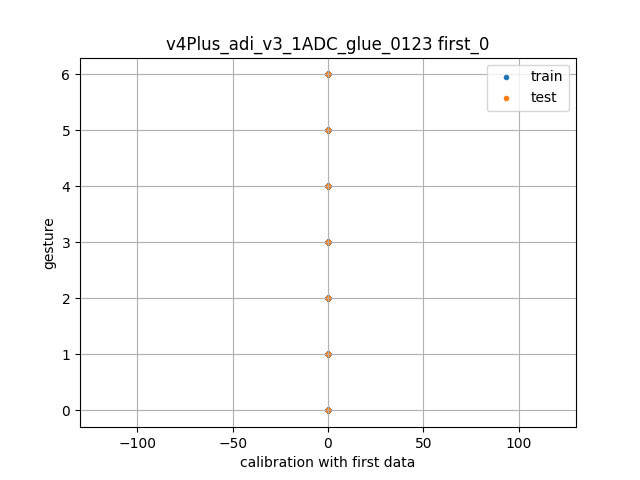 v4Plus_adi_v3_1ADC_glue_0123 first_0
train
test
6
5
4
3
2
1
0
gesture
−100
−50
0
50
100
calibration with first data